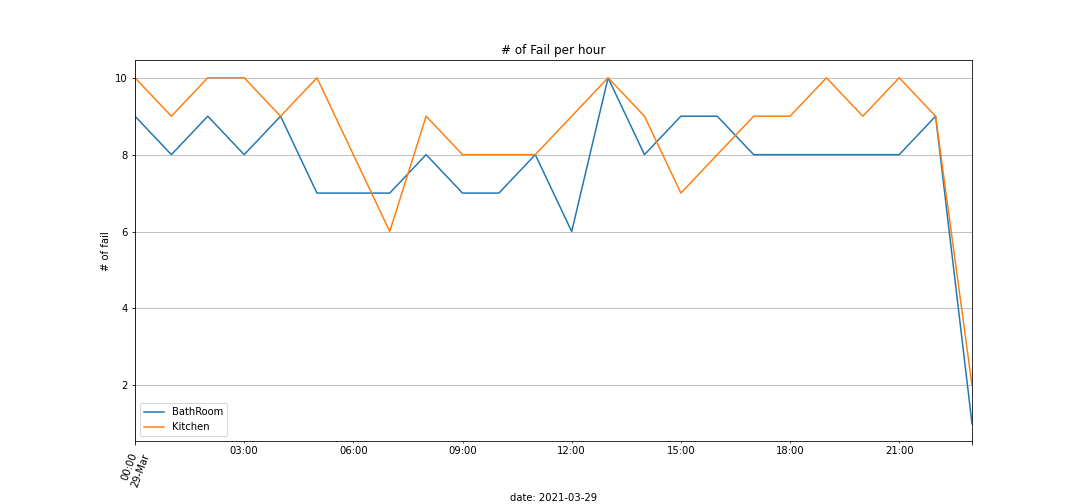 # of Fail per hour
10
8
6
4
2
# of fail
BathRoom
Kitchen
00:00
29-Mar
03:00
06:00
09:00
12:00
15:00
18:00
21:00
date: 2021-03-29